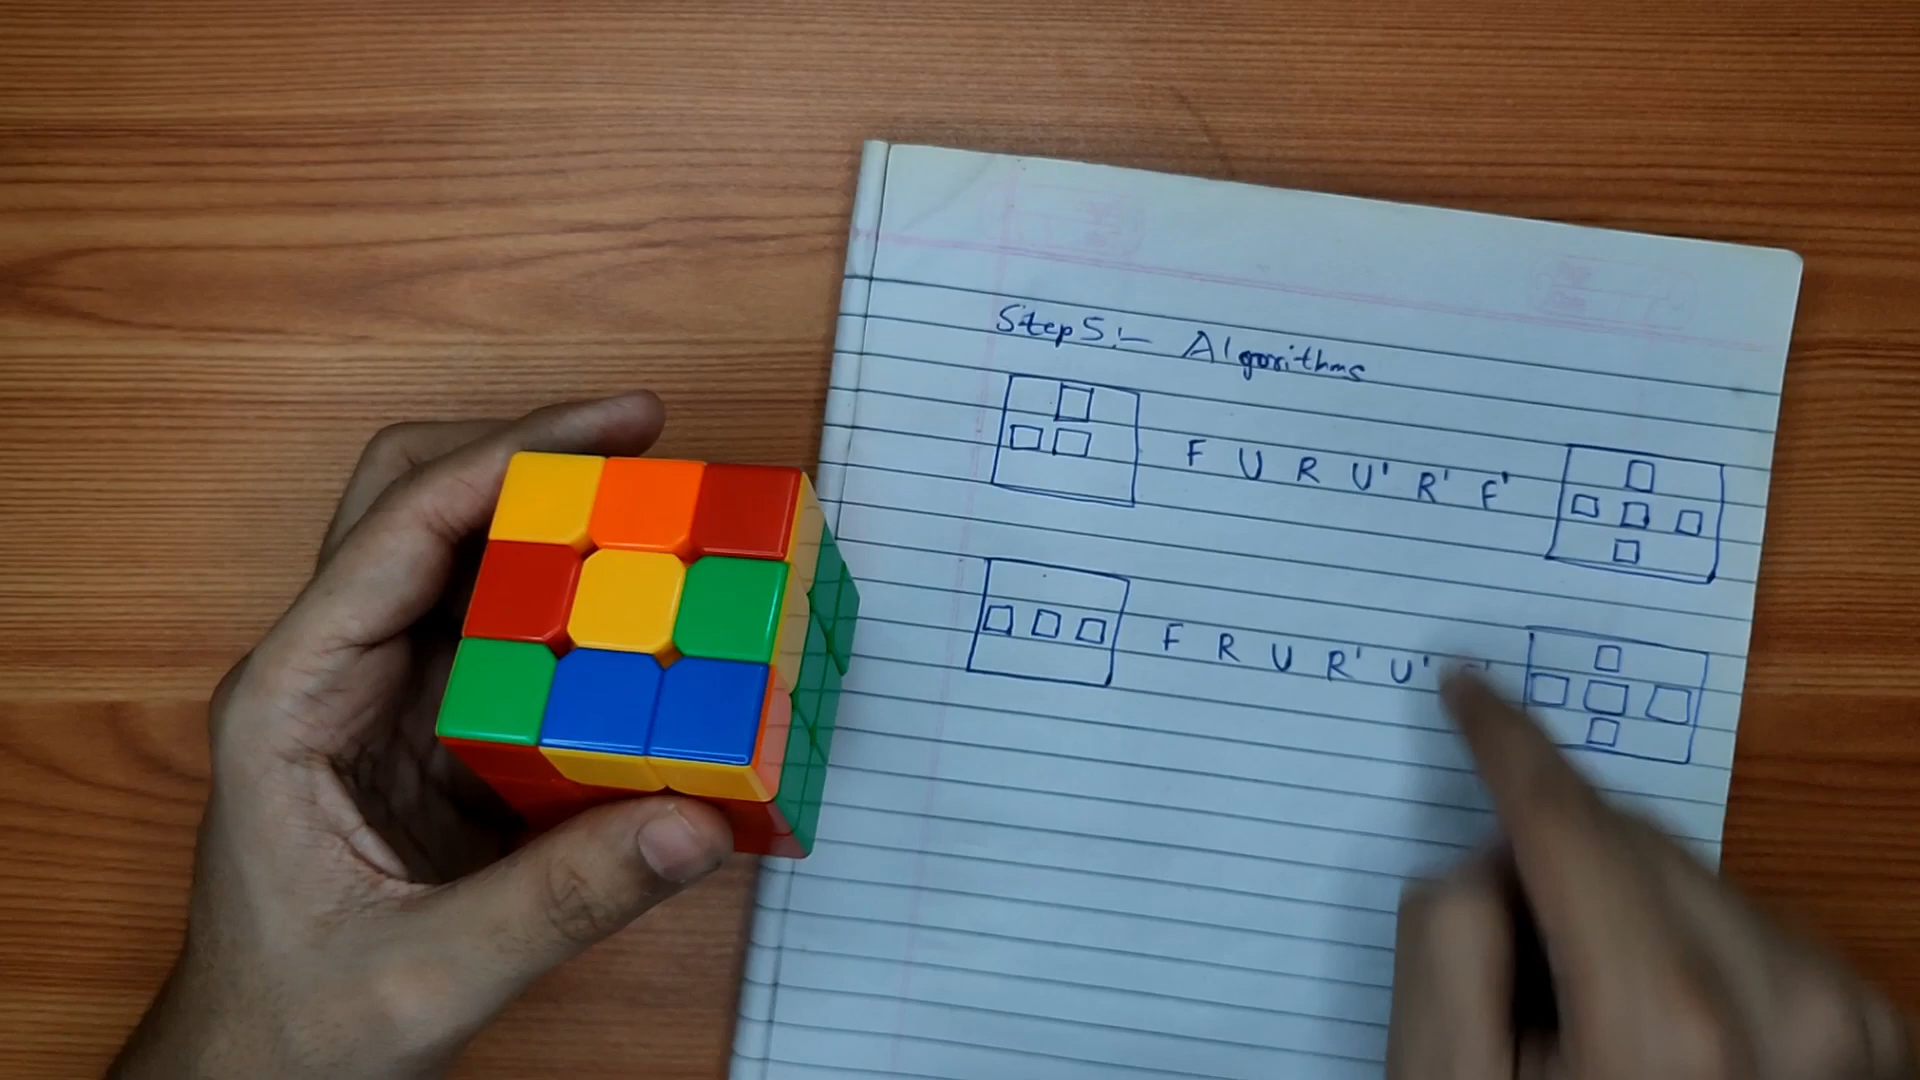 Step 5:- Algorithms
F U R U' R' F'
F R U R' U'